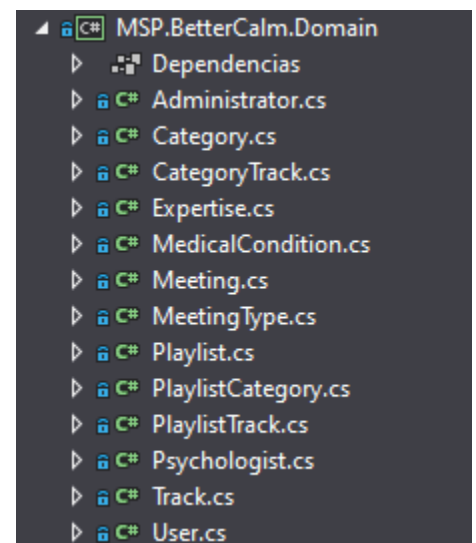 C# MSP.BetterCalm.Domain
Dependencias
C# Administrator.cs
C# Category.cs
C# CategoryTrack.cs
C# Expertise.cs
C# MedicalCondition.cs
C# Meeting.cs
C# MeetingType.cs
C# Playlist.cs
C# PlaylistCategory.cs
C# PlaylistTrack.cs
C# Psychologist.cs
C# Track.cs
C# User.cs